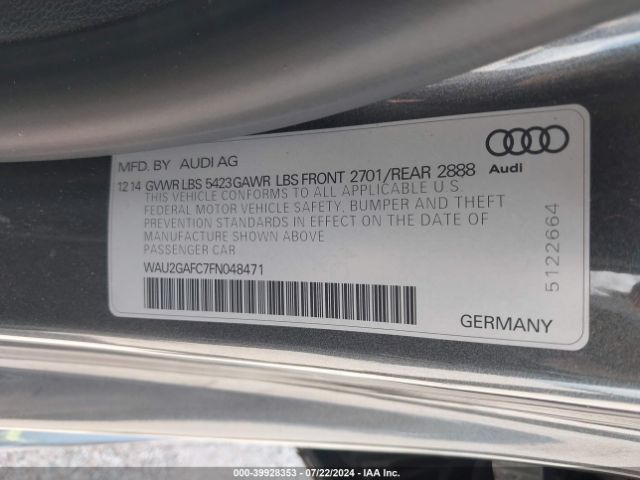 MFD. BY AUDI AG
12 14 GVWR LBS 5423 GAWR LBS FRONT 2701/REAR 2888
THIS VEHICLE CONFORMS TO ALL APPLICABLE U.S.
FEDERAL MOTOR VEHICLE SAFETY, BUMPER AND THEFT
PREVENTION STANDARDS IN EFFECT ON THE DATE OF
MANUFACTURE SHOWN ABOVE
PASSENGER CAR
WAU2GAFC7FN048471
Audi
5122664
GERMANY
000-39928353 / 07/22/2024 - IAA Inc.